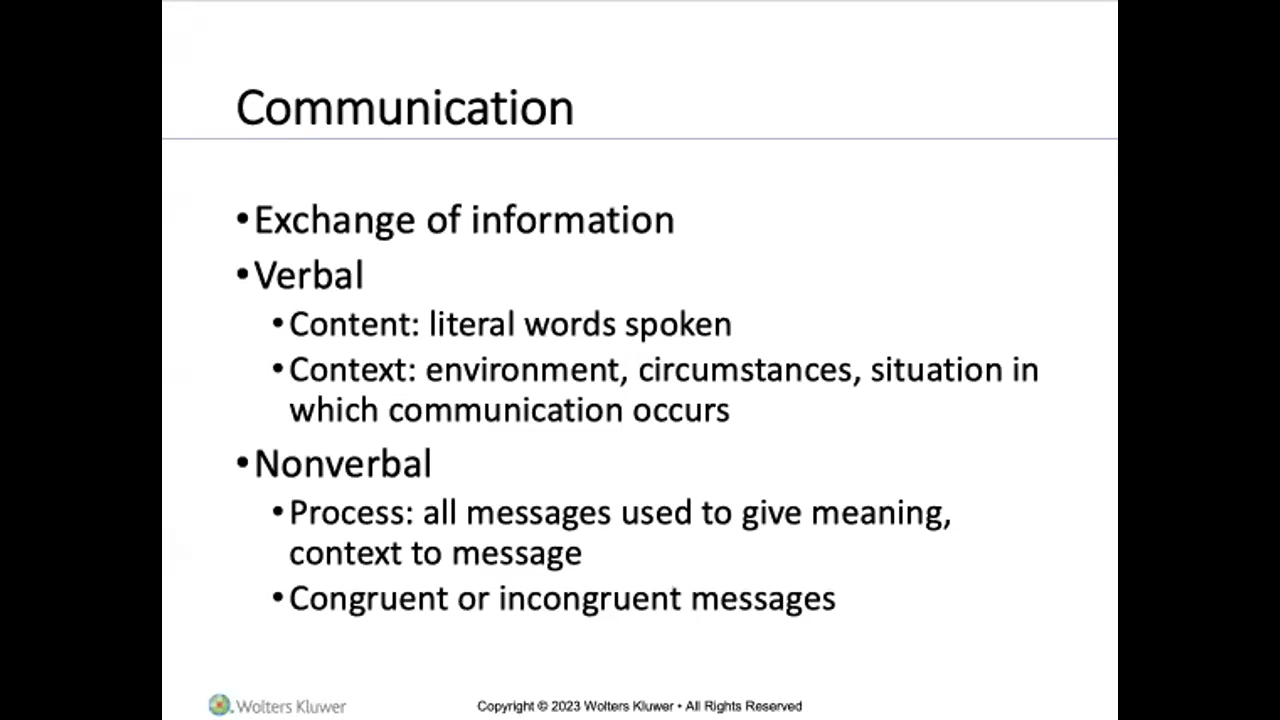 Communication
•Exchange of information
•Verbal
•Content: literal words spoken
•Context: environment, circumstances, situation in
which communication occurs
•Nonverbal
•Process: all messages used to give meaning,
context to message
•Congruent or incongruent messages
Wolters Kluwer
Copyright © 2023 Wolters Kluwer • All Rights Reserved